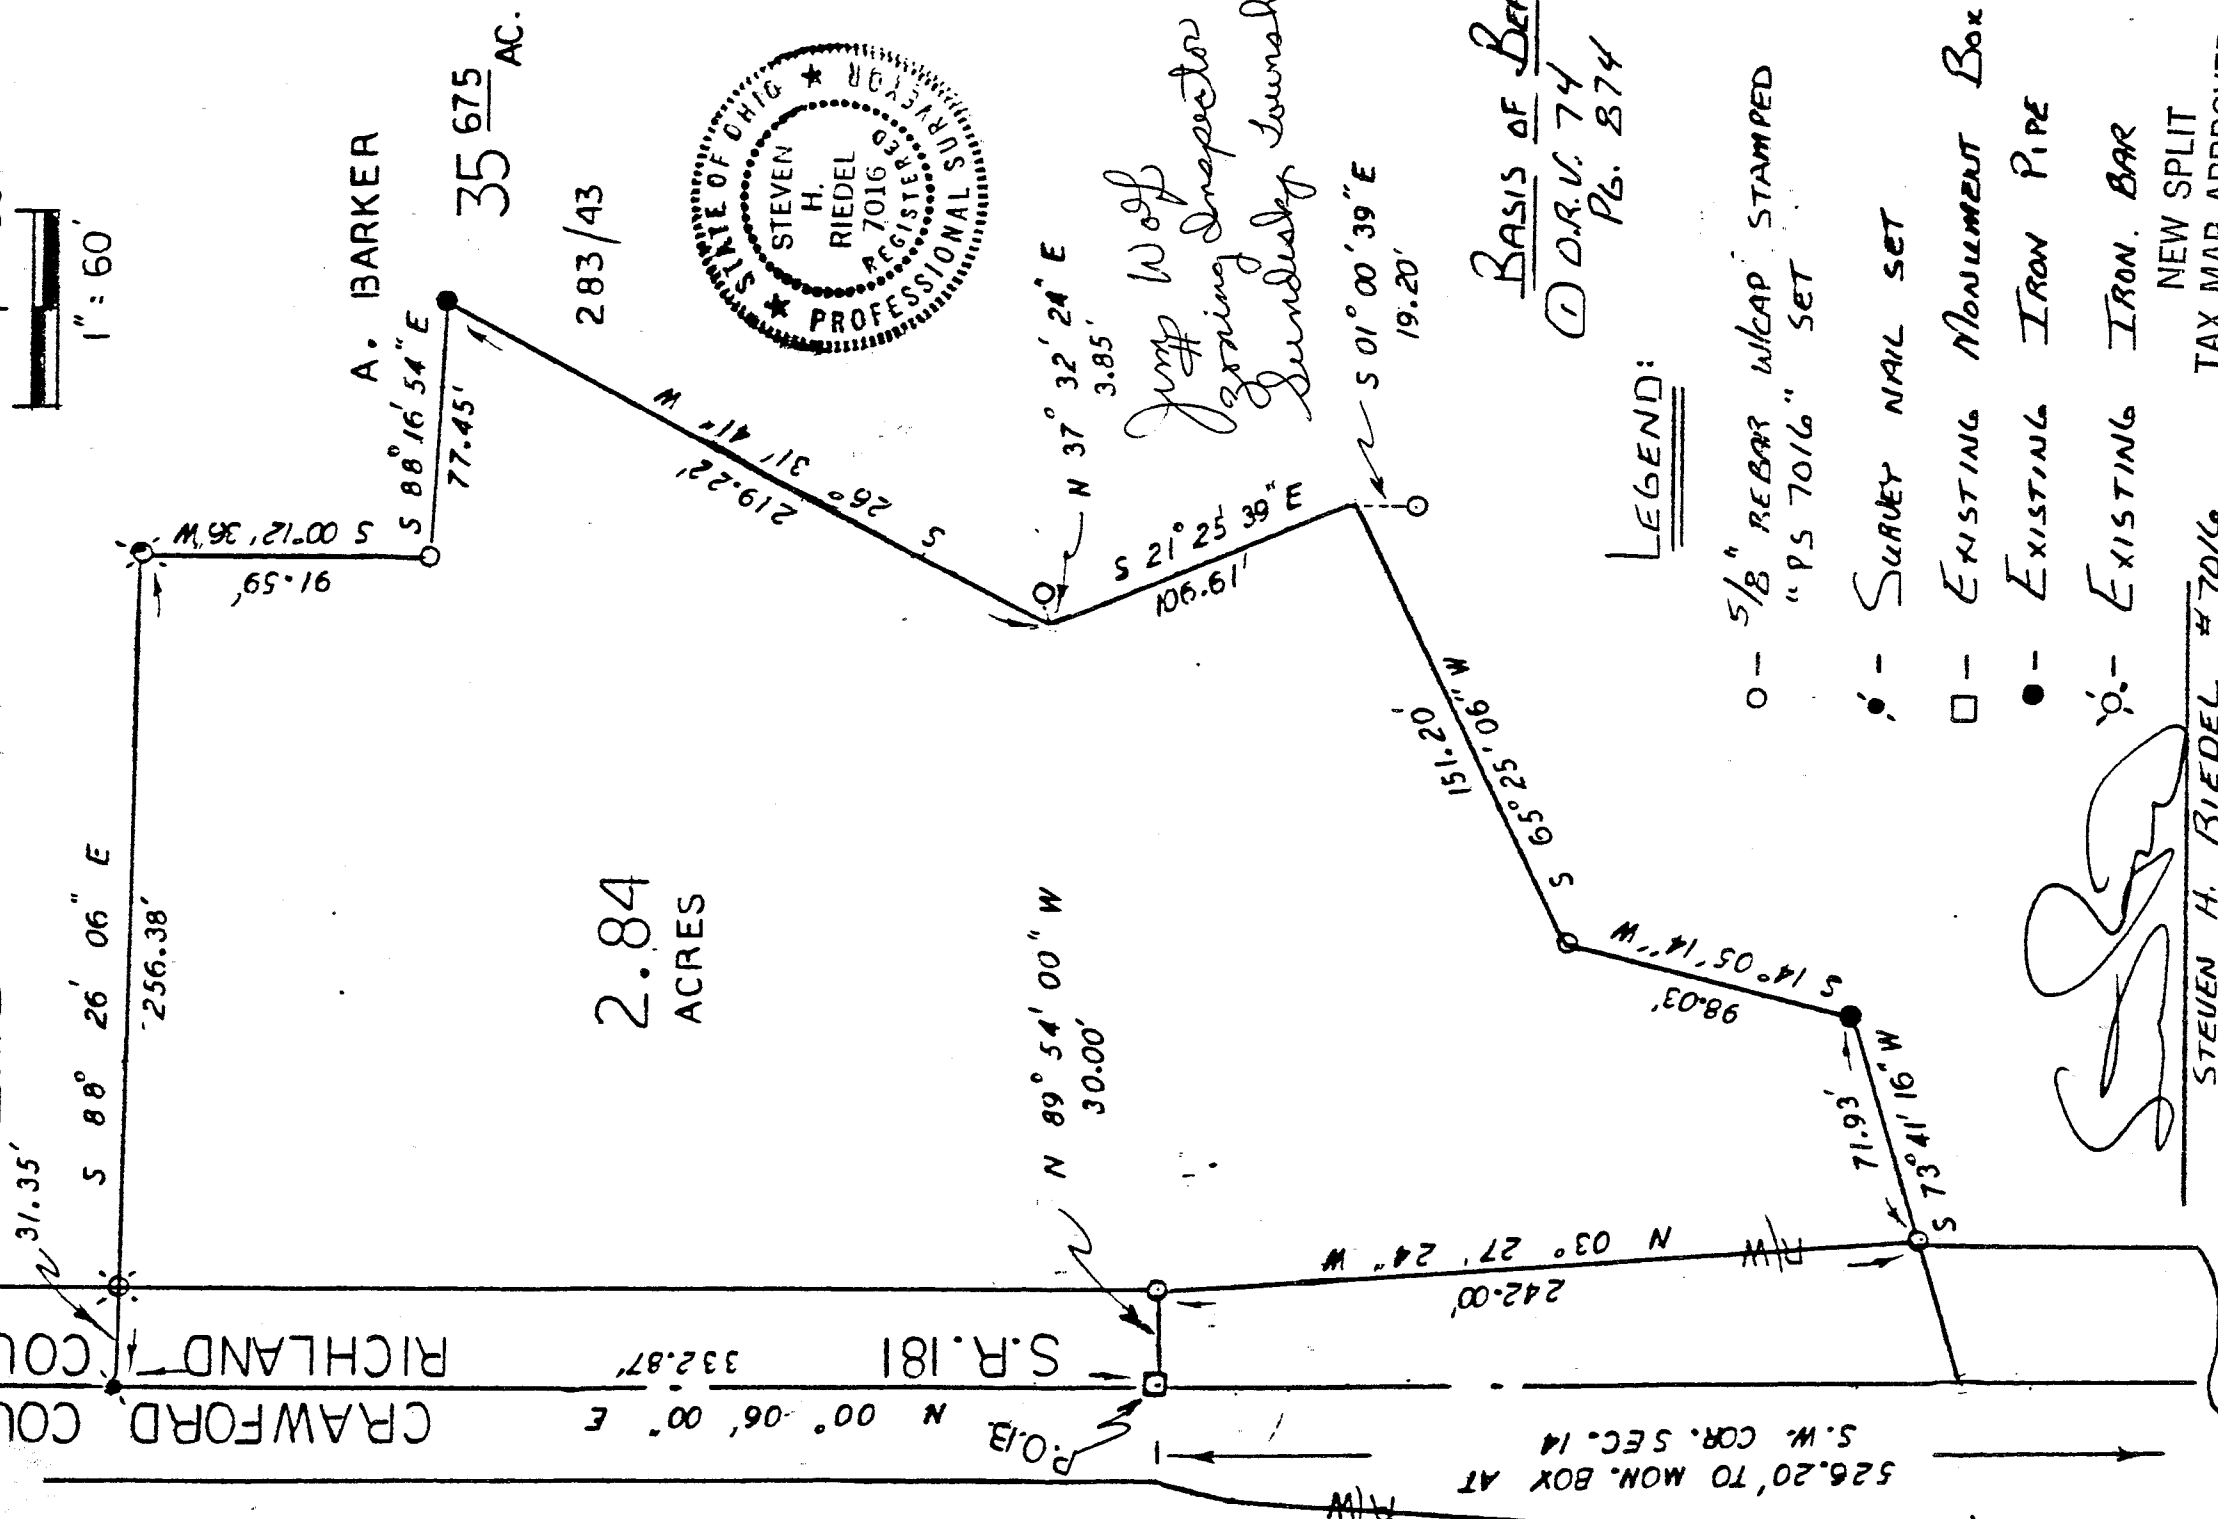 1" : 60'
A. BARKER
35 675 AC.
283/43
S 88° 16' 54" E
77.45'
S 00° 12' 36" W
91.59'
31.35'
S 88° 26' 06" E
256.38'
2.84
ACRES
S 26° 31' 41" W
219.22'
N 37° 32' 24" E
3.85'
STATE OF OHIO
STEVEN
H.
RIEDEL
7016
REGISTERED
PROFESSIONAL SURVEYOR
Jim Wolf
Zoning Inspector
Sandusky
S 21° 25' 39" E
109.61'
S 01° 00' 39" E
19.20'
BASIS OF
① D.R.V. 74
PG. 874
151.20'
S 65° 25' 06" W
S 14° 05' 14" W
98.03'
71.93'
S 73° 41' 16" W
N 89° 54' 00" W
30.00'
N 03° 27' 24" W
242.00'
R/W
RICHLAND COU
S.R. 181
332.87'
CRAWFORD COU
N 00° 06' 00" E
P.O.B.
526.20' TO MON. BOX AT
S.W. COR. SEC. 14
R/W
LEGEND:
○ - 5/8" REBAR W/CAP STAMPED
"PS 7016" SET
- SURVEY NAIL SET
□ - EXISTING MONUMENT BOX
● - EXISTING IRON PIPE
- EXISTING IRON BAR
NEW SPLIT
TAX MAP
STEVEN H. RIEDEL #7016